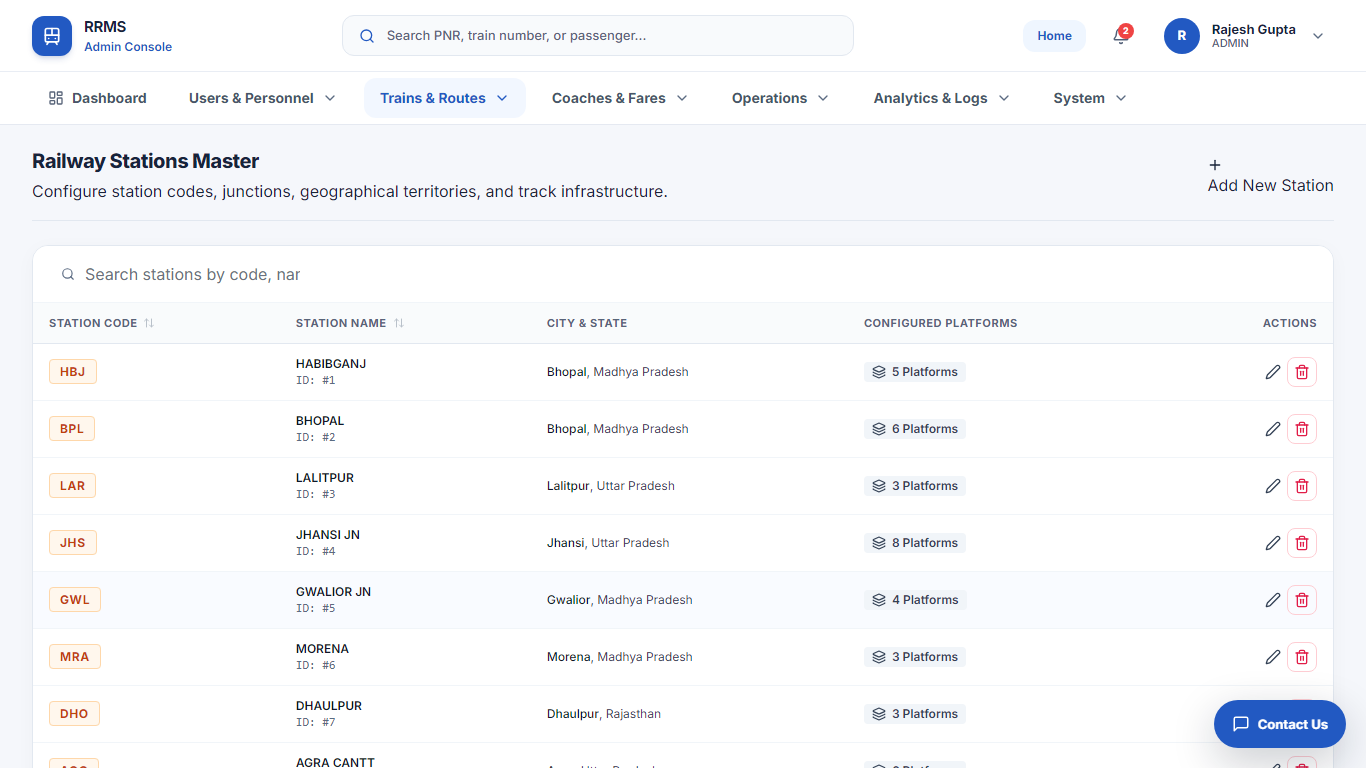 RRMS
Admin Console
Search PNR, train number, or passenger...
Home
2
R
Rajesh Gupta
ADMIN
Dashboard
Users & Personnel
Trains & Routes
Coaches & Fares
Operations
Analytics & Logs
System
Railway Stations Master
Configure station codes, junctions, geographical territories, and track infrastructure.
+
Add New Station
Search stations by code, nar
STATION CODE
STATION NAME
CITY & STATE
CONFIGURED PLATFORMS
ACTIONS
HBJ
HABIBGANJ
ID: #1
Bhopal, Madhya Pradesh
5 Platforms
BPL
BHOPAL
ID: #2
Bhopal, Madhya Pradesh
6 Platforms
LAR
LALITPUR
ID: #3
Lalitpur, Uttar Pradesh
3 Platforms
JHS
JHANSI JN
ID: #4
Jhansi, Uttar Pradesh
8 Platforms
GWL
GWALIOR JN
ID: #5
Gwalior, Madhya Pradesh
4 Platforms
MRA
MORENA
ID: #6
Morena, Madhya Pradesh
3 Platforms
DHO
DHAULPUR
ID: #7
Dhaulpur, Rajasthan
3 Platforms
Contact Us
AGRA CANTT